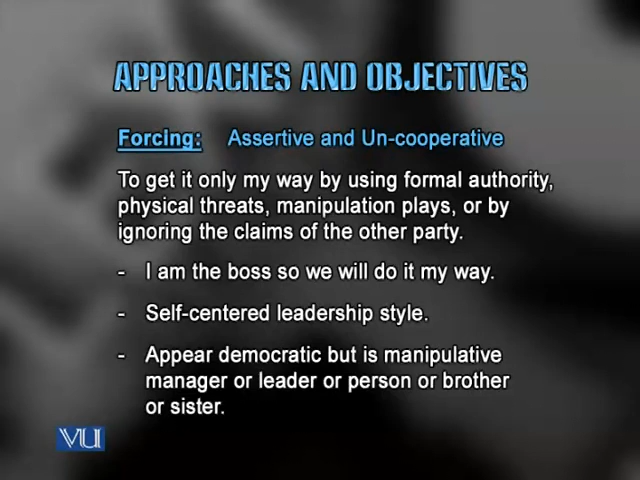 APPROACHES AND OBJECTIVES
Forcing: Assertive and Un-cooperative
To get it only my way by using formal authority,
physical threats, manipulation plays, or by
ignoring the claims of the other party.
- I am the boss so we will do it my way.
- Self-centered leadership style.
- Appear democratic but is manipulative
manager or leader or person or brother
or sister.
VU